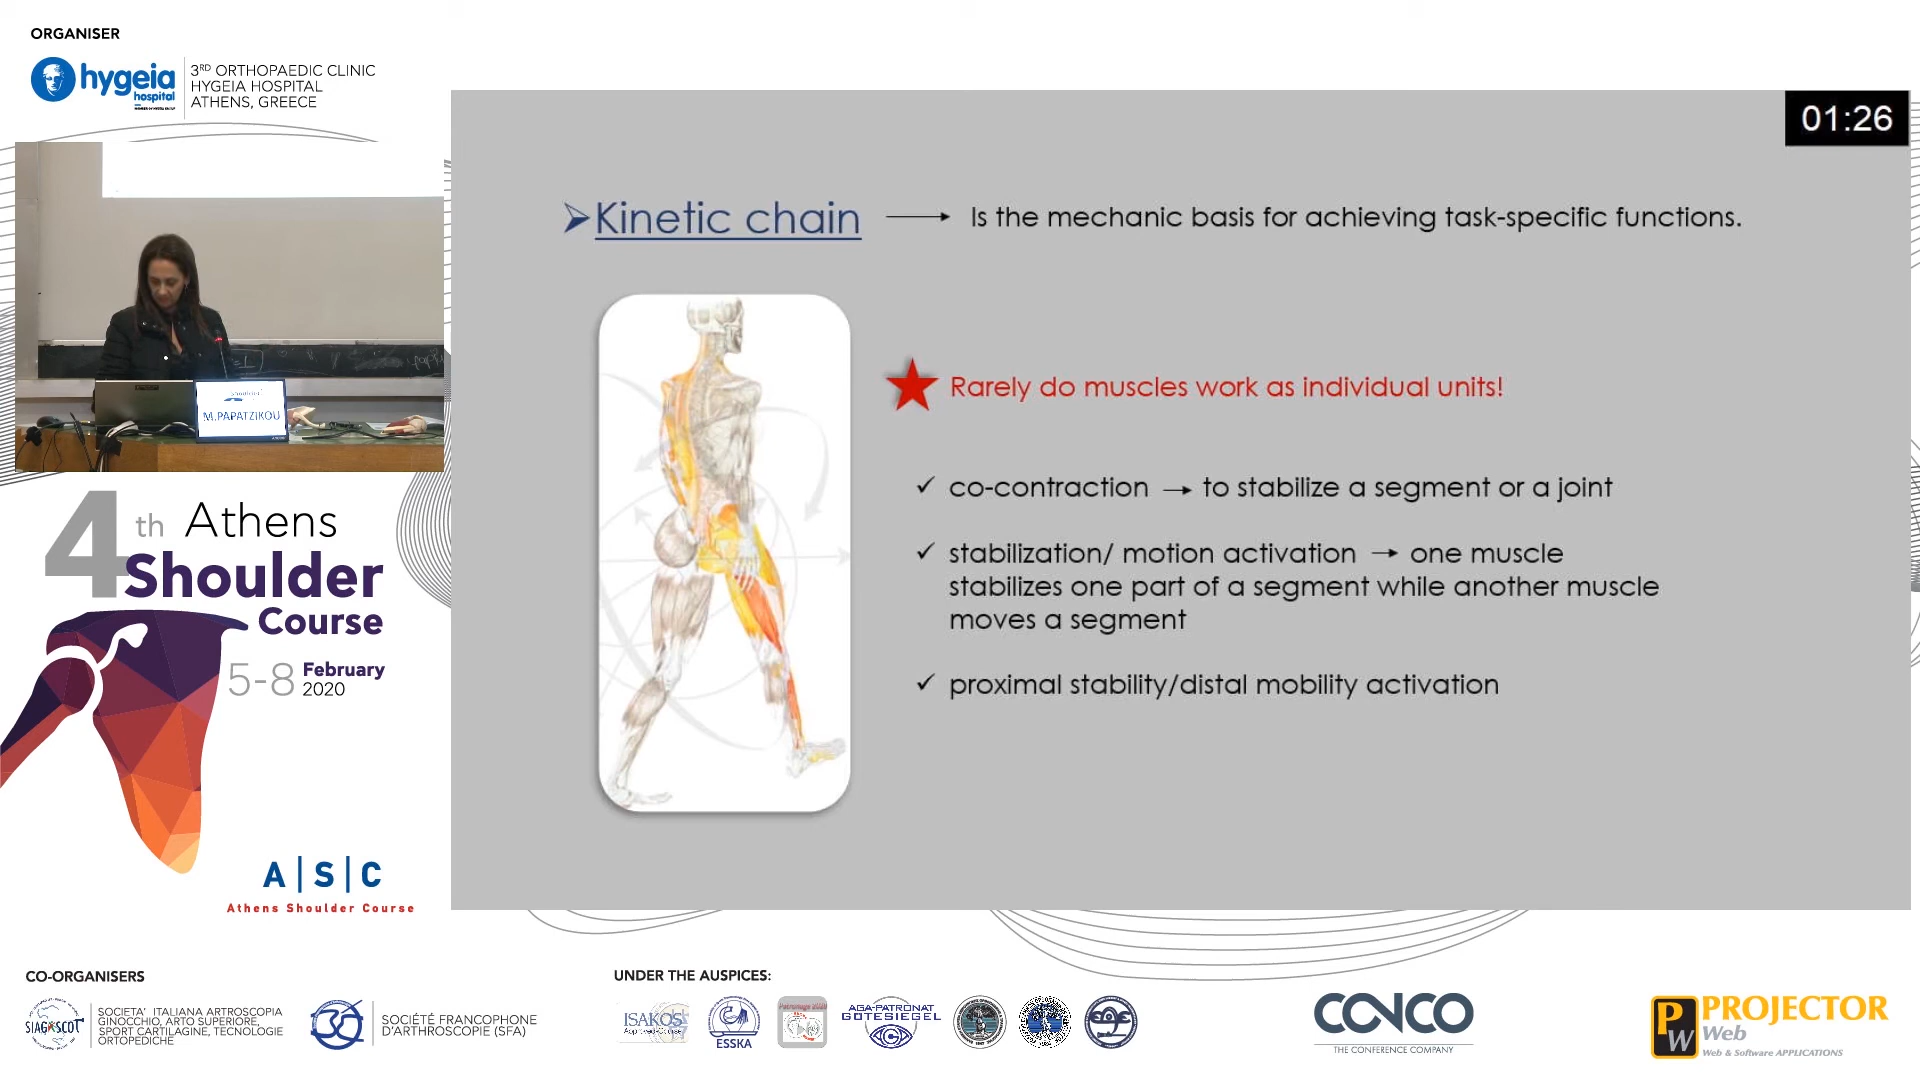 ORGANISER
hygeia
hospital
3RD ORTHOPAEDIC CLINIC
HYGEIA HOSPITAL
ATHENS, GREECE
01:26
➢Kinetic chain → Is the mechanic basis for achieving task-specific functions.
★ Rarely do muscles work as individual units!
✓ co-contraction → to stabilize a segment or a joint
✓ stabilization/ motion activation → one muscle
stabilizes one part of a segment while another muscle
moves a segment
✓ proximal stability/distal mobility activation
M.PAPATZIKOU
4th Athens
Shoulder
Course
5-8 February
2020
A|S|C
Athens Shoulder Course
CO-ORGANISERS
SIAGASCOT
SOCIETA' ITALIANA ARTROSCOPIA
GINOCCHIO, ARTO SUPERIORE,
SPORT CARTILAGINE, TECNOLOGIE
ORTOPEDICHE
SOCIÉTÉ FRANCOPHONE
D'ARTHROSCOPIE (SFA)
UNDER THE AUSPICES:
ISAKOS
ESSKA
AGA-PATRONAT
GÜTESIEGEL
CONCO
THE CONFERENCE COMPANY
PW
PROJECTOR
Web
Web & Software APPLICATIONS